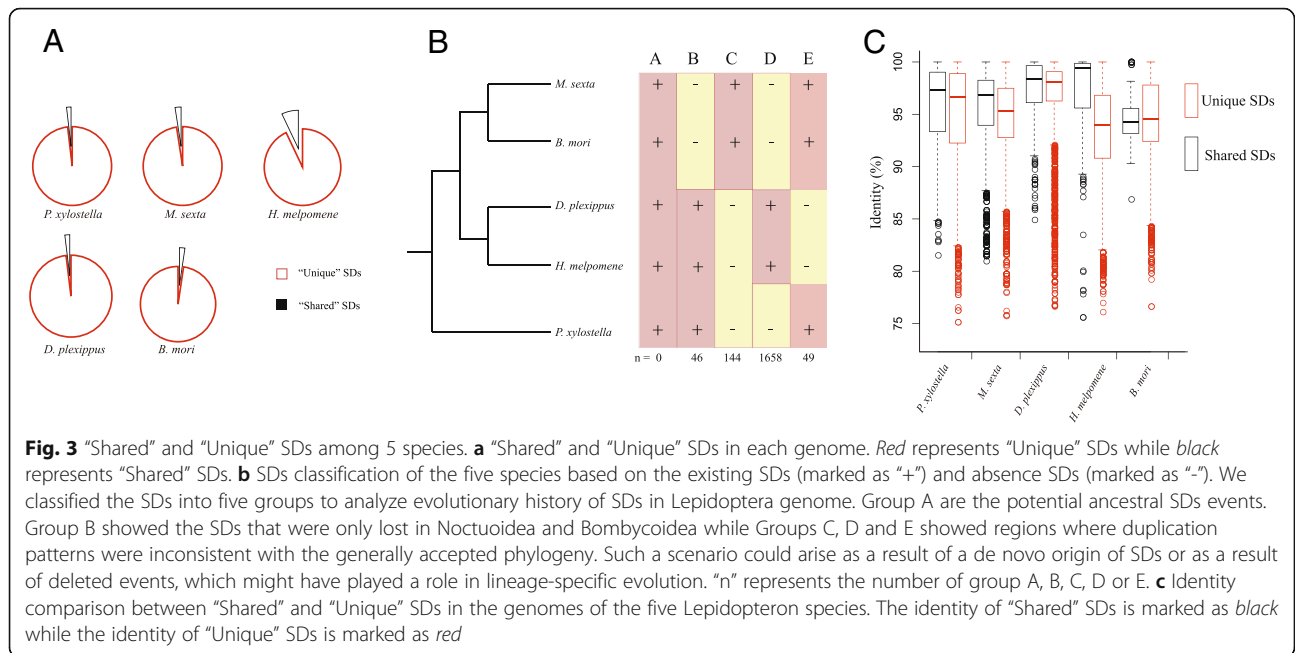 A
P. xylostella
M. sexta
H. melpomene
D. plexippus
B. mori
"Unique" SDs
"Shared" SDs
B
A B C D E
M. sexta + - + - +
B. mori + - + - +
D. plexippus + + - + -
H. melpomene + + - + -
P. xylostella + + - - +
n = 0 46 144 1658 49
C
Identity (%)
100
95
90
85
80
75
P. xylostella
M. sexta
D. plexippus
H. melpomene
B. mori
Unique SDs
Shared SDs
Fig. 3 "Shared" and "Unique" SDs among 5 species. a "Shared" and "Unique" SDs in each genome. Red represents "Unique" SDs while black
represents "Shared" SDs. b SDs classification of the five species based on the existing SDs (marked as "+") and absence SDs (marked as "-"). We
classified the SDs into five groups to analyze evolutionary history of SDs in Lepidoptera genome. Group A are the potential ancestral SDs events.
Group B showed the SDs that were only lost in Noctuoidea and Bombycoidea while Groups C, D and E showed regions where duplication
patterns were inconsistent with the generally accepted phylogeny. Such a scenario could arise as a result of a de novo origin of SDs or as a result
of deleted events, which might have played a role in lineage-specific evolution. "n" represents the number of group A, B, C, D or E. c Identity
comparison between "Shared" and "Unique" SDs in the genomes of the five Lepidopteron species. The identity of "Shared" SDs is marked as black
while the identity of "Unique" SDs is marked as red